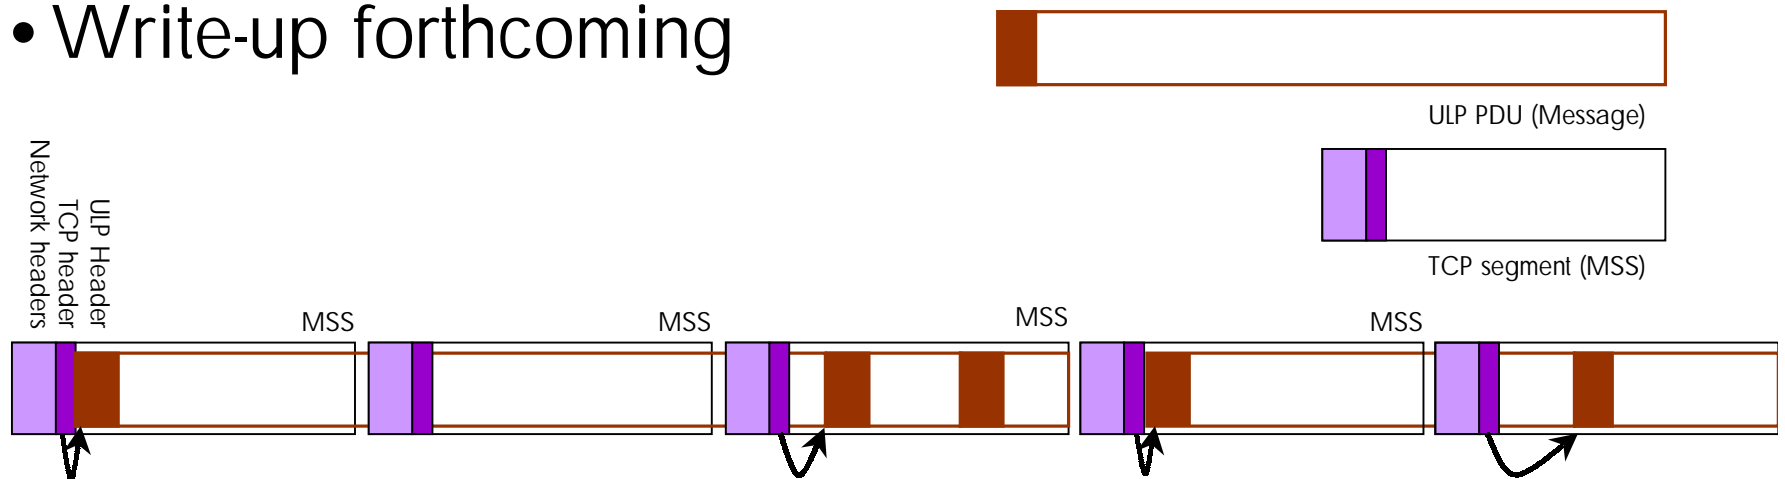 • Write-up forthcoming
ULP PDU (Message)
TCP segment (MSS)
Network headers
TCP header
ULP Header
MSS
MSS
MSS
MSS